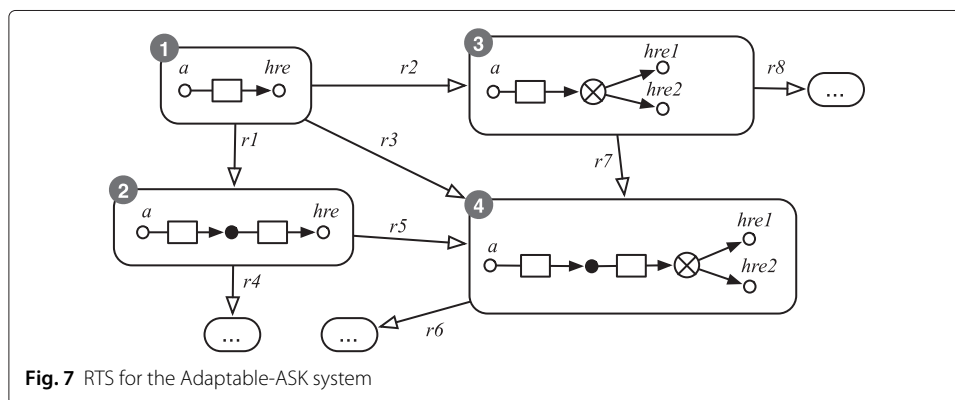 1
a
hre
r2
3
a
hre1
hre2
r8
...
r1
r3
r7
2
a
hre
r5
4
a
hre1
hre2
r4
...
...
r6
Fig. 7 RTS for the Adaptable-ASK system